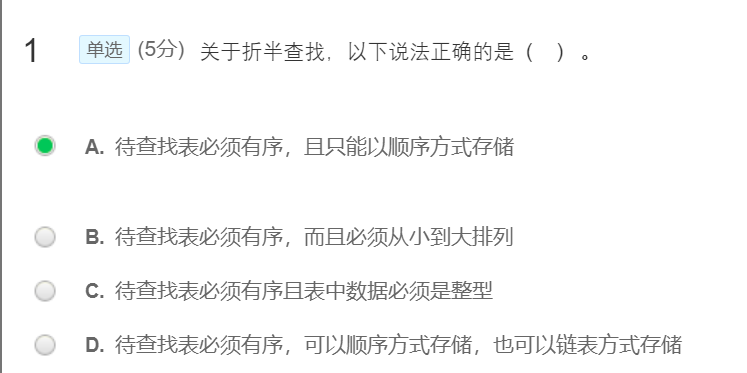 1 单选 (5分) 关于折半查找，以下说法正确的是（ ）。
A. 待查找表必须有序，且只能以顺序方式存储
B. 待查找表必须有序，而且必须从小到大排列
C. 待查找表必须有序且表中数据必须是整型
D. 待查找表必须有序，可以顺序方式存储，也可以链表方式存储